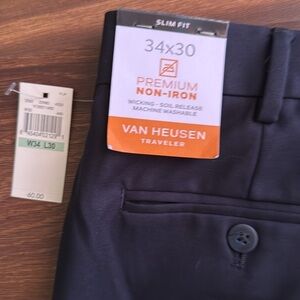 SLIM FIT
34x30
PREMIUM
NON-IRON
WICKING - SOIL RELEASE
MACHINE WASHABLE
VAN HEUSEN
TRAVELER
W34 L30
60.00